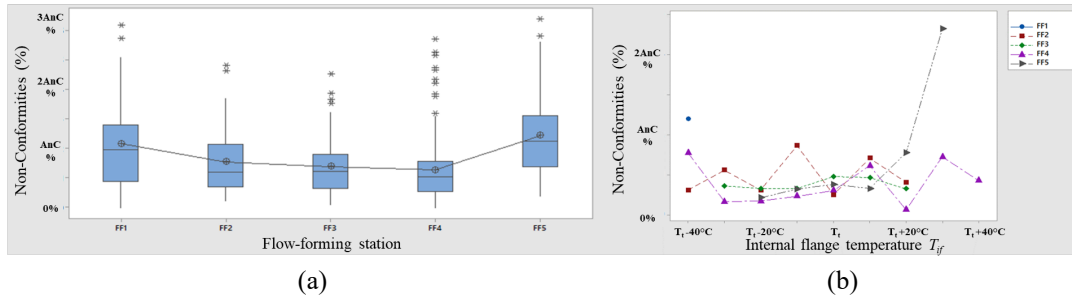 3AnC
%
2AnC
%
AnC
%
0%
Non-Conformities (%)
FF1 FF2 FF3 FF4 FF5
Flow-forming station
(a)
2AnC
%
AnC
%
0%
Non-Conformities (%)
FF1
FF2
FF3
FF4
FF5
Tt -40°C Tt -20°C Tt Tt +20°C Tt +40°C
Internal flange temperature Tif
(b)